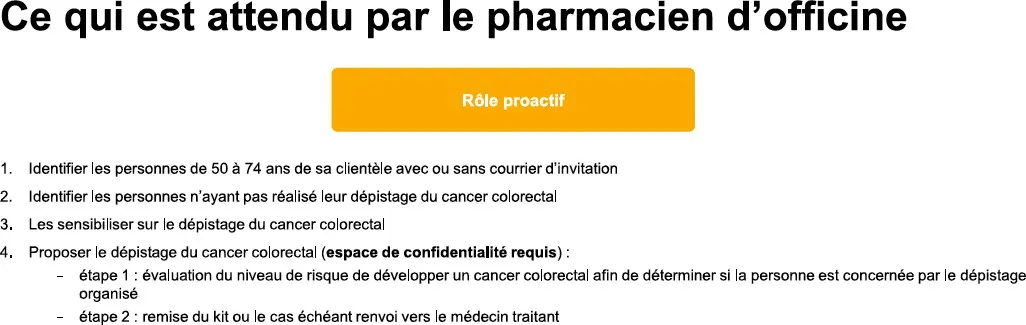 Ce qui est attendu par le pharmacien d'officine
Rôle proactif
1. Identifier les personnes de 50 à 74 ans de sa clientèle avec ou sans courrier d'invitation
2. Identifier les personnes n'ayant pas réalisé leur dépistage du cancer colorectal
3. Les sensibiliser sur le dépistage du cancer colorectal
4. Proposer le dépistage du cancer colorectal (espace de confidentialité requis) :
– étape 1 : évaluation du niveau de risque de développer un cancer colorectal afin de déterminer si la personne est concernée par le dépistage
organisé
– étape 2 : remise du kit ou le cas échéant renvoi vers le médecin traitant